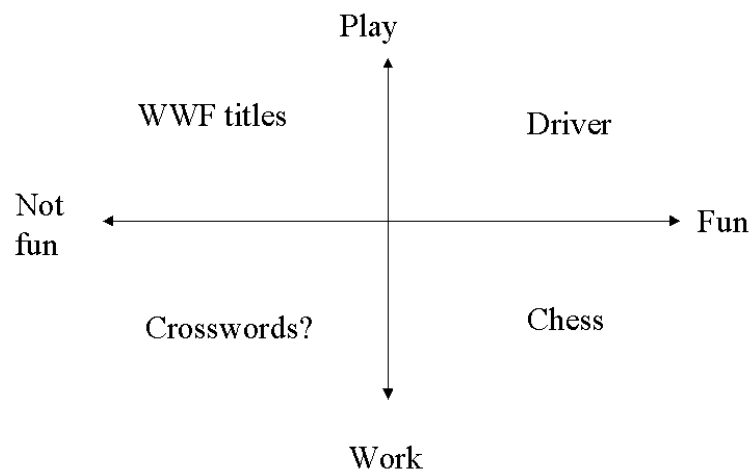 Play
WWF titles
Driver
Not
fun
Fun
Crosswords?
Chess
Work